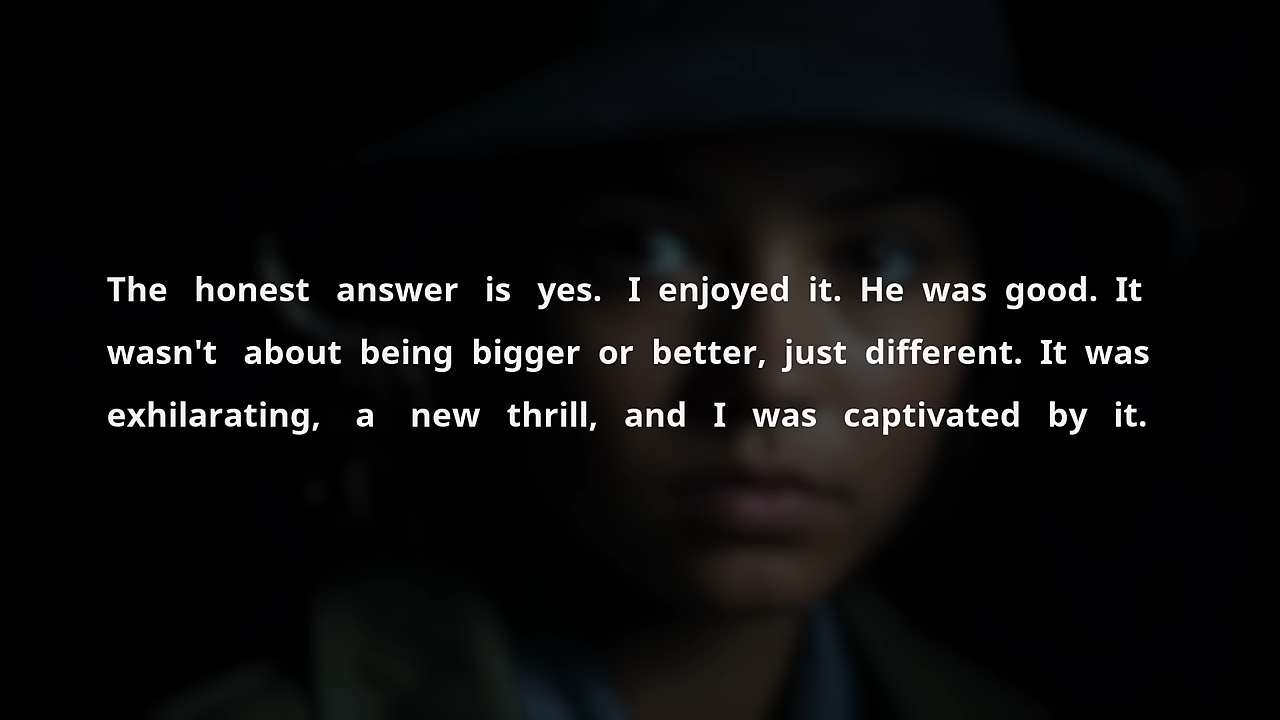 The honest answer is yes. I enjoyed it. He was good. It
wasn't about being bigger or better, just different. It was
exhilarating, a new thrill, and I was captivated by it.